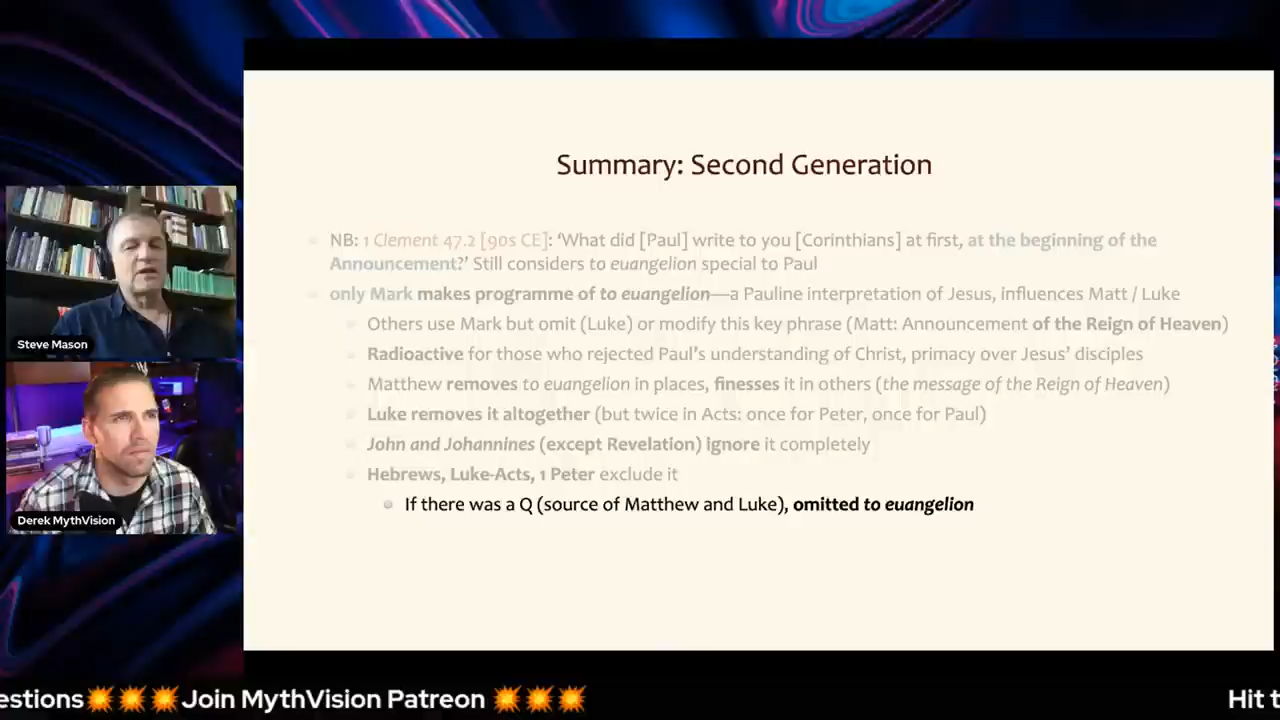 Summary: Second Generation
NB: 1 Clement 47.2 [90s CE]: ‘What did [Paul] write to you [Corinthians] at first, at the beginning of the
Announcement?’ Still considers to euangelion special to Paul
only Mark makes programme of to euangelion—a Pauline interpretation of Jesus, influences Matt / Luke
Others use Mark but omit (Luke) or modify this key phrase (Matt: Announcement of the Reign of Heaven)
Radioactive for those who rejected Paul’s understanding of Christ, primacy over Jesus’ disciples
Matthew removes to euangelion in places, finesses it in others (the message of the Reign of Heaven)
Luke removes it altogether (but twice in Acts: once for Peter, once for Paul)
John and Johannines (except Revelation) ignore it completely
Hebrews, Luke-Acts, 1 Peter exclude it
If there was a Q (source of Matthew and Luke), omitted to euangelion
Steve Mason
Derek MythVision
estions💥💥💥Join MythVision Patreon 💥💥💥 Hit t